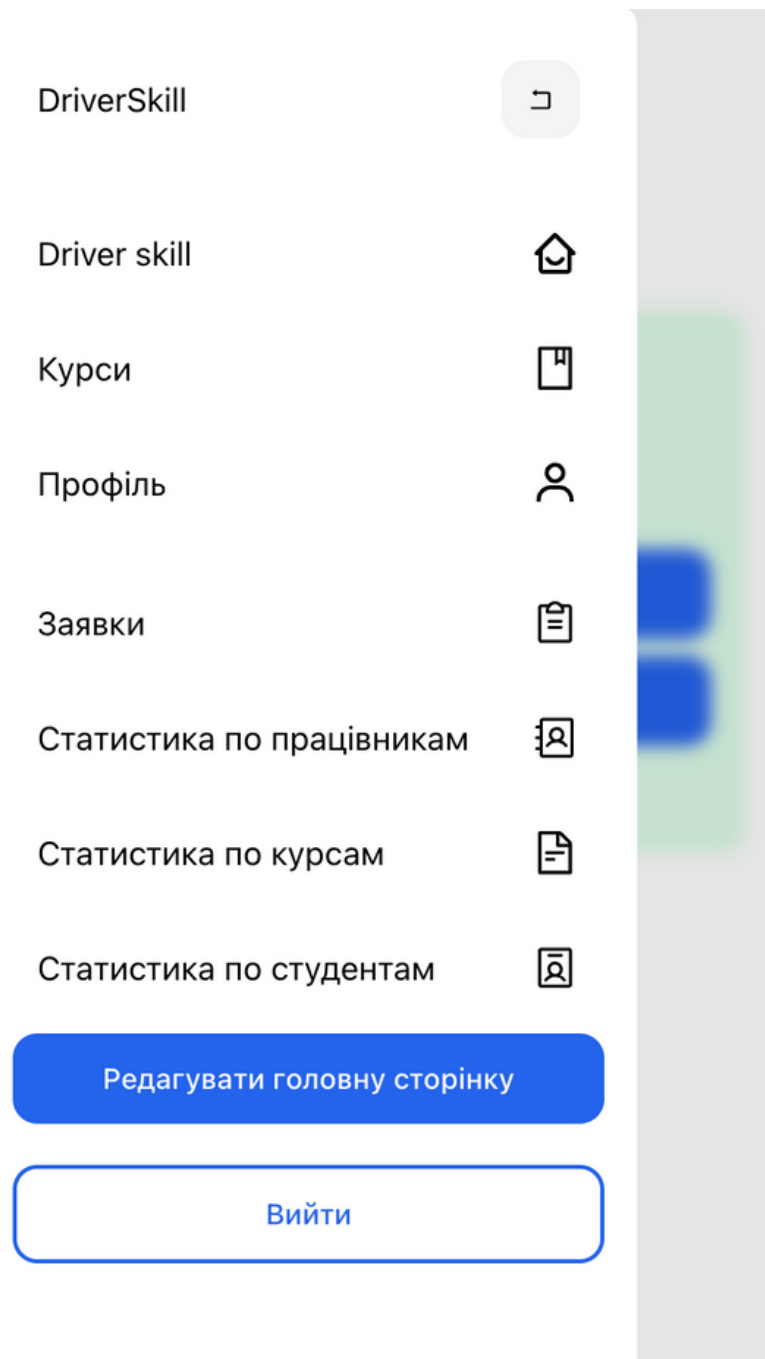 DriverSkill
Driver skill
Курси
Профіль
Заявки
Статистика по працівникам
Статистика по курсам
Статистика по студентам
Редагувати головну сторінку
Вийти